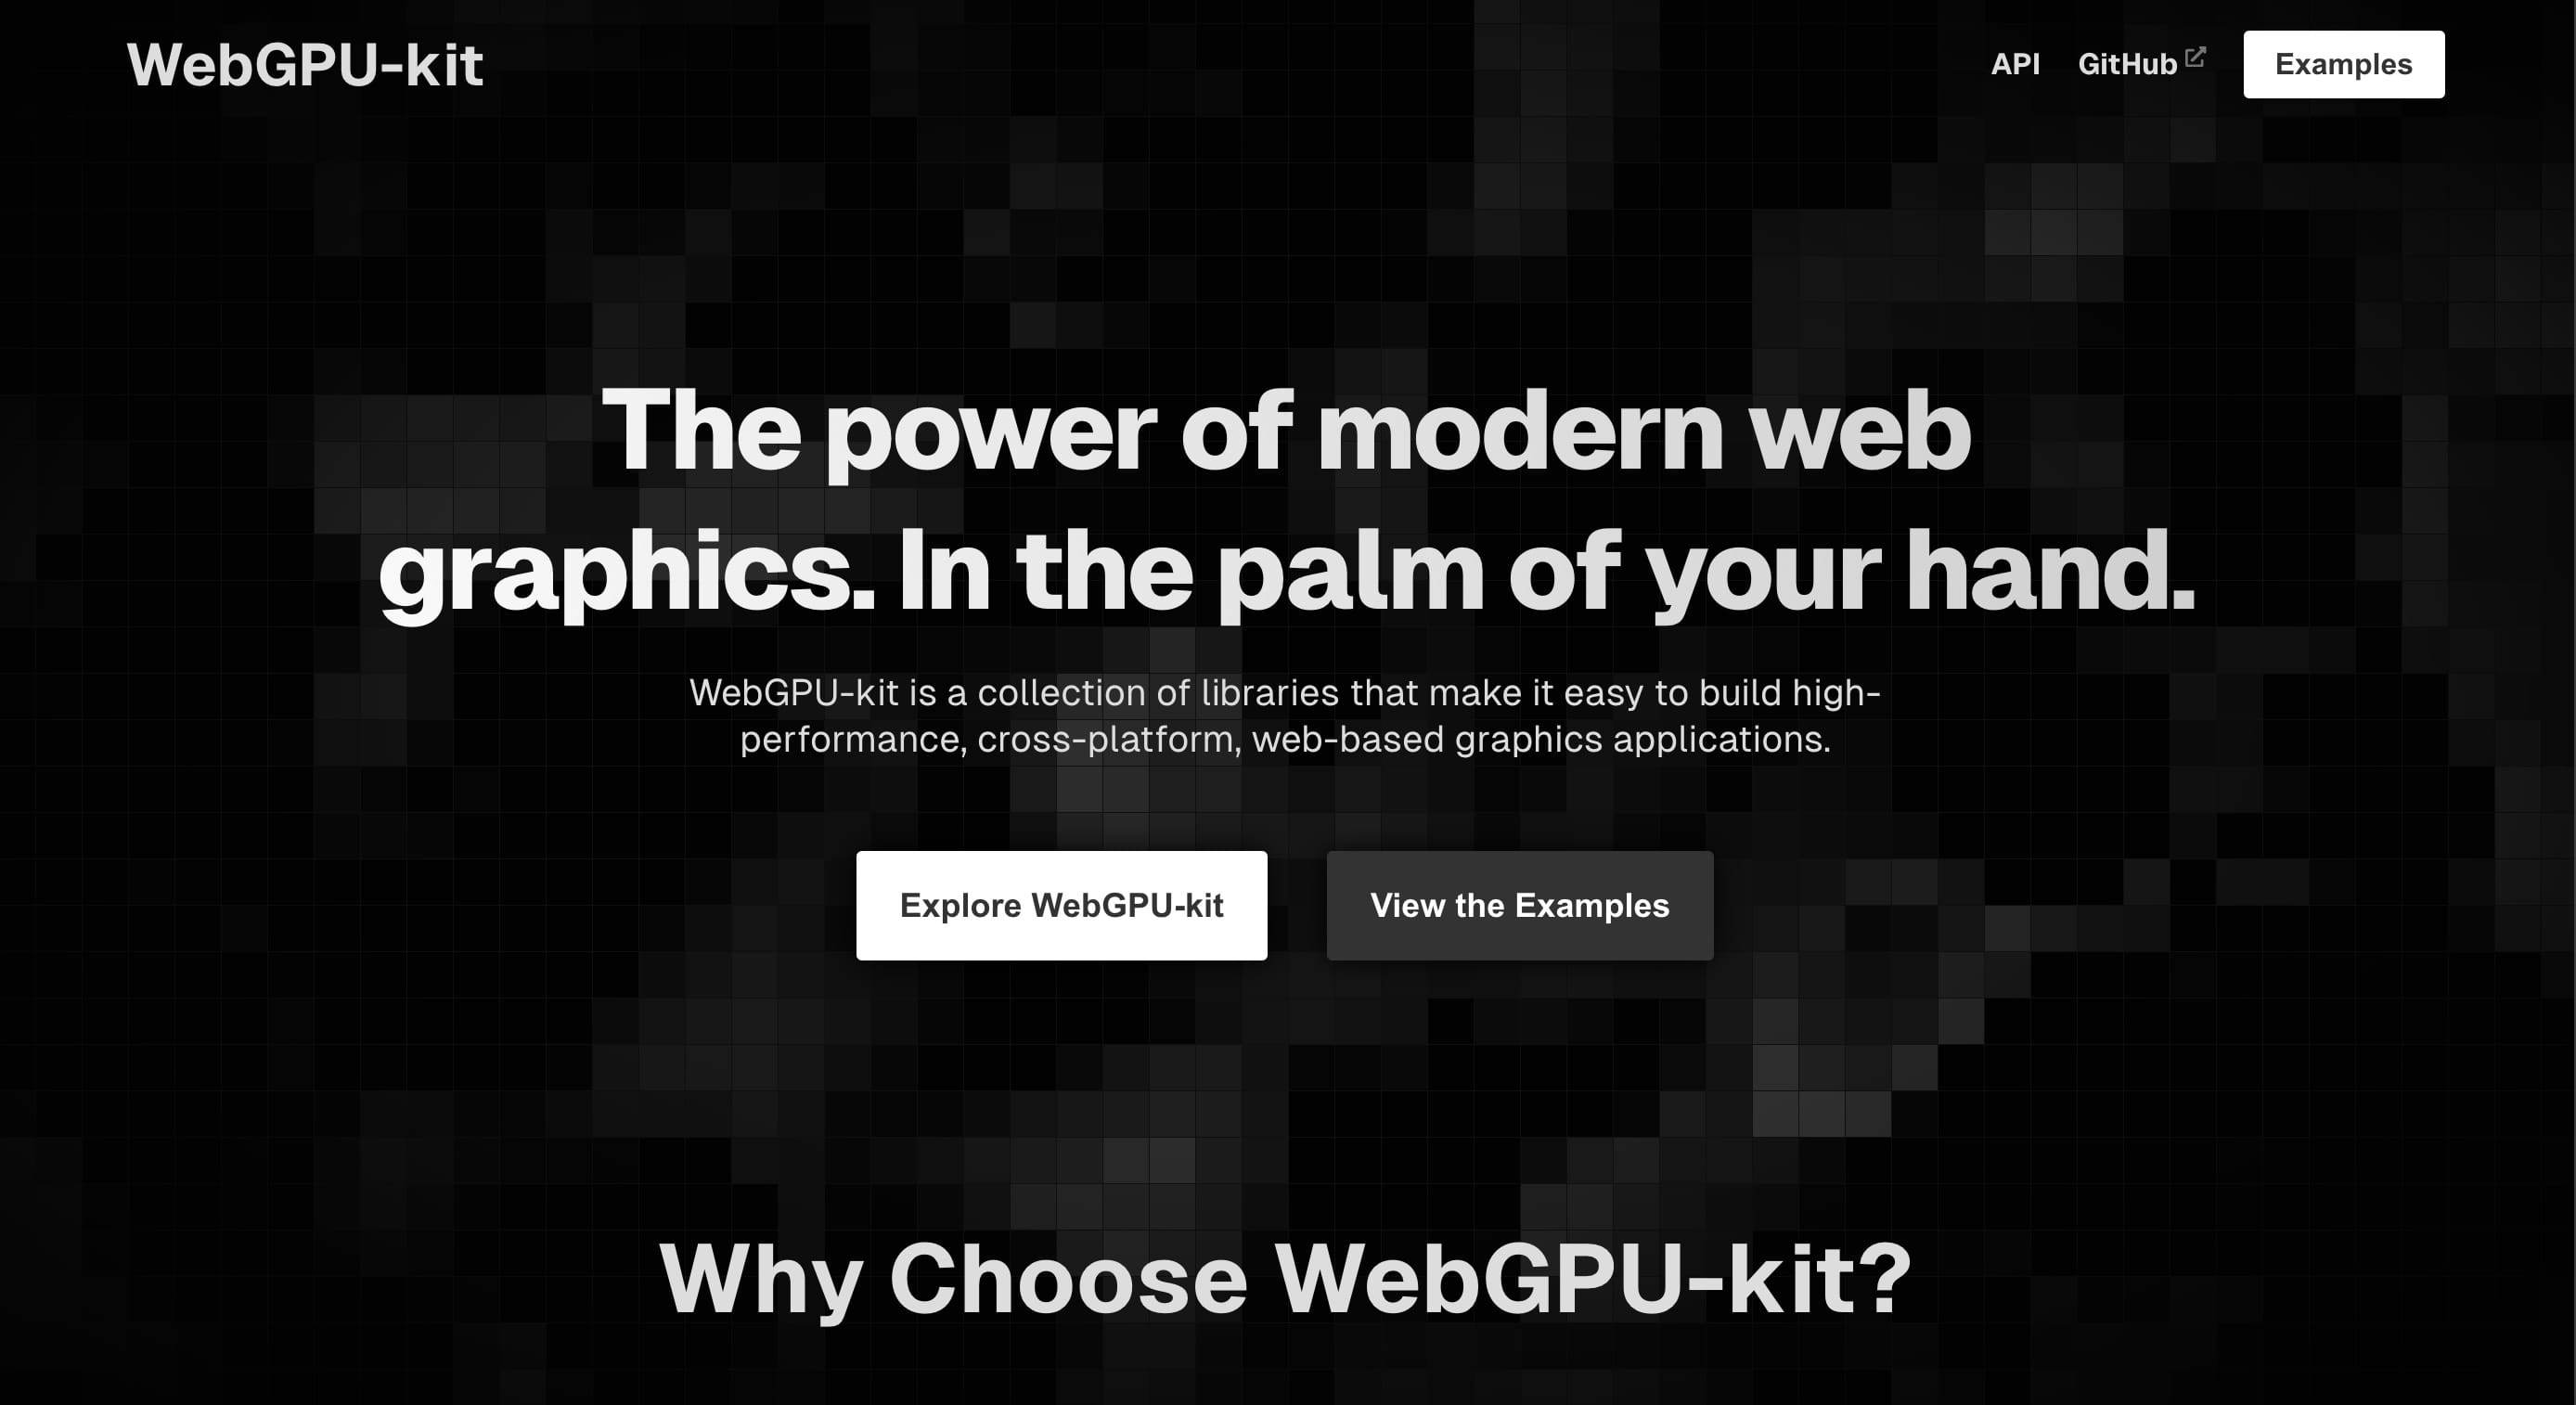 WebGPU-kit
API GitHub Examples
The power of modern web
graphics. In the palm of your hand.
WebGPU-kit is a collection of libraries that make it easy to build high-
performance, cross-platform, web-based graphics applications.
Explore WebGPU-kit View the Examples
Why Choose WebGPU-kit?